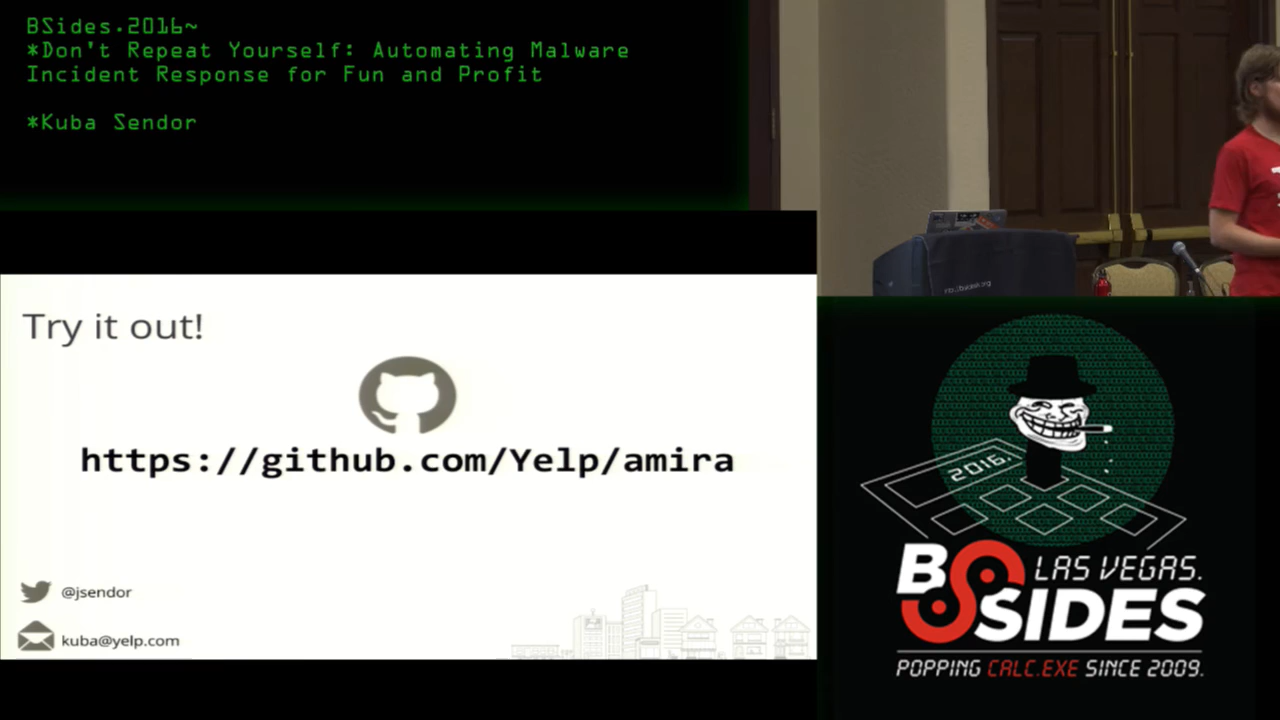 BSides.2016~
*Don't Repeat Yourself: Automating Malware
Incident Response for Fun and Profit
*Kuba Sendor
Try it out!
https://github.com/Yelp/amira
@jsendor
kuba@yelp.com
2016.
BSIDES
LAS VEGAS.
POPPING CALC.EXE SINCE 2009.